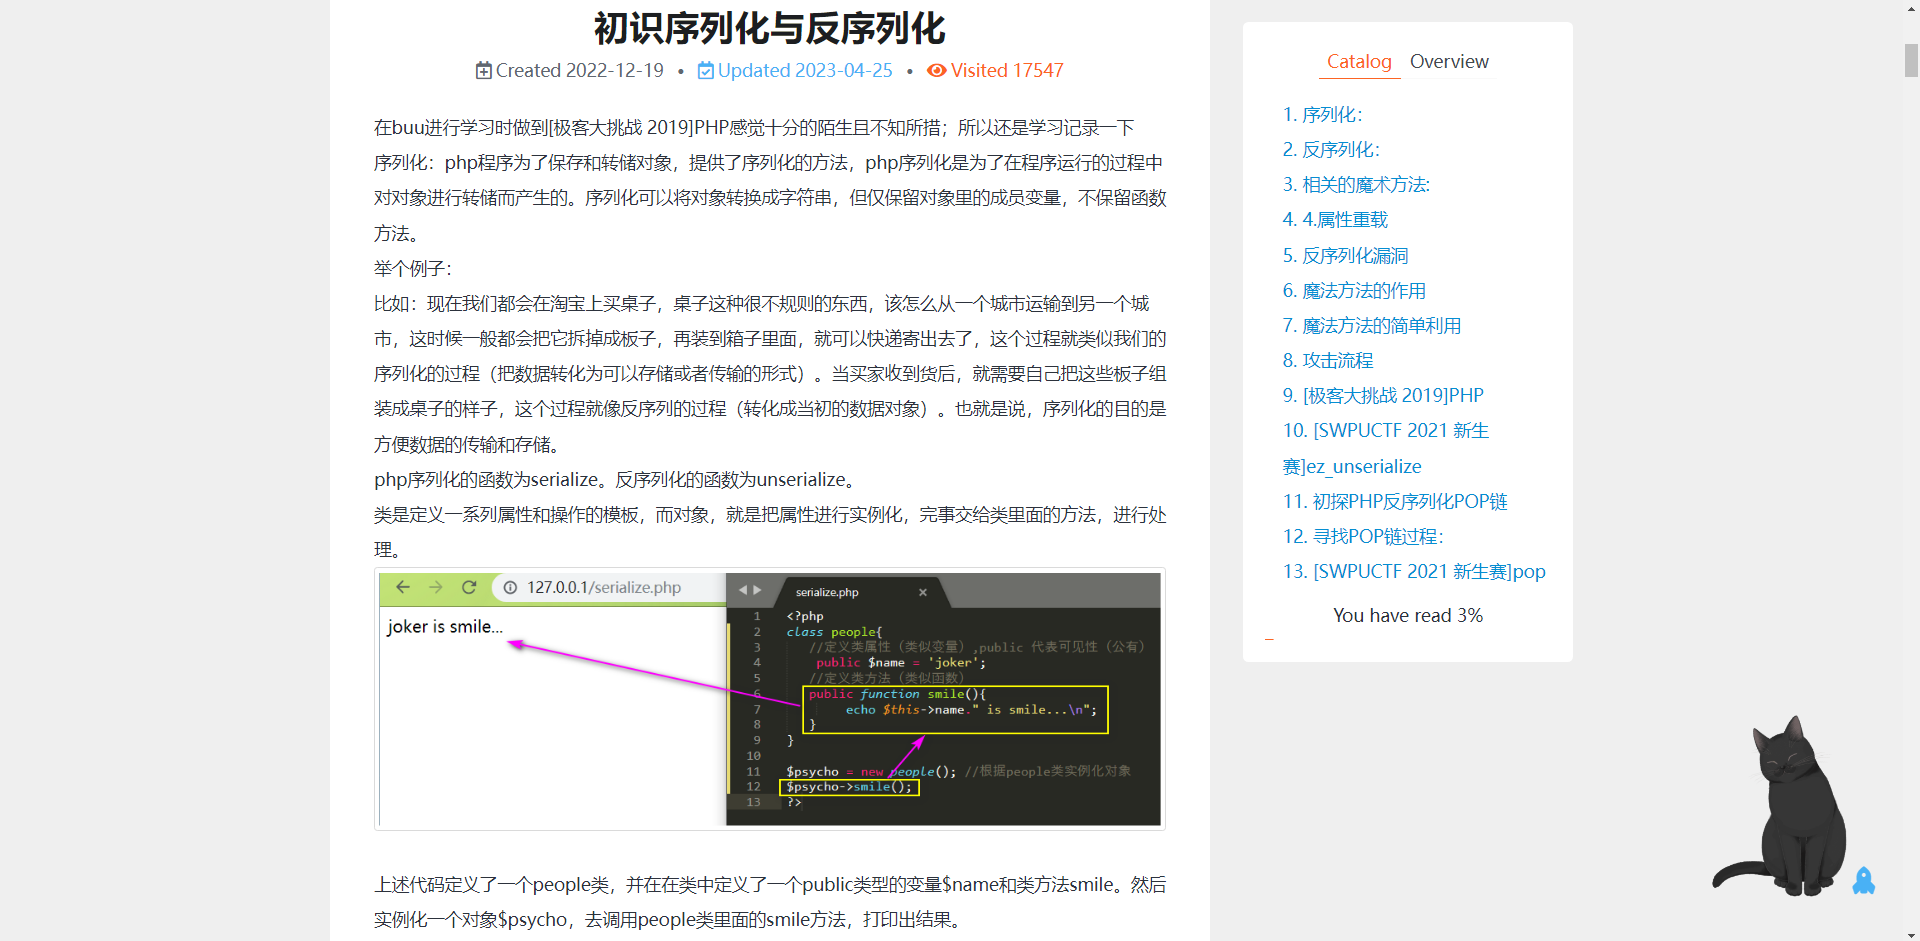 初识序列化与反序列化
Created 2022-12-19 • Updated 2023-04-25 • Visited 17547
在buu进行学习时做到[极客大挑战 2019]PHP感觉十分的陌生且不知所措；所以还是学习记录一下
序列化：php程序为了保存和转储对象，提供了序列化的方法，php序列化是为了在程序运行的过程中
对对象进行转储而产生的。序列化可以将对象转换成字符串，但仅保留对象里的成员变量，不保留函数
方法。
举个例子：
比如：现在我们都会在淘宝上买桌子，桌子这种很不规则的东西，该怎么从一个城市运输到另一个城
市，这时候一般都会把它拆掉成板子，再装到箱子里面，就可以快递寄出去了，这个过程就类似我们的
序列化的过程（把数据转化为可以存储或者传输的形式）。当买家收到货后，就需要自己把这些板子组
装成桌子的样子，这个过程就像反序列的过程（转化成当初的数据对象）。也就是说，序列化的目的是
方便数据的传输和存储。
php序列化的函数为serialize。反序列化的函数为unserialize。
类是定义一系列属性和操作的模板，而对象，就是把属性进行实例化，完事交给类里面的方法，进行处
理。
127.0.0.1/serialize.php
joker is smile...
serialize.php ×
1 <?php
2 class people{
3 //定义类属性（类似变量）,public 代表可见性（公有）
4 public $name = 'joker';
5 //定义类方法（类似函数）
6 public function smile(){
7 echo $this->name." is smile...\n";
8 }
9 }
10
11 $psycho = new people(); //根据people类实例化对象
12 $psycho->smile();
13 ?>
上述代码定义了一个people类，并在在类中定义了一个public类型的变量$name和类方法smile。然后
实例化一个对象$psycho，去调用people类里面的smile方法，打印出结果。
Catalog Overview
1. 序列化：
2. 反序列化：
3. 相关的魔术方法:
4. 4.属性重载
5. 反序列化漏洞
6. 魔法方法的作用
7. 魔法方法的简单利用
8. 攻击流程
9. [极客大挑战 2019]PHP
10. [SWPUCTF 2021 新生
赛]ez_unserialize
11. 初探PHP反序列化POP链
12. 寻找POP链过程：
13. [SWPUCTF 2021 新生赛]pop
You have read 3%